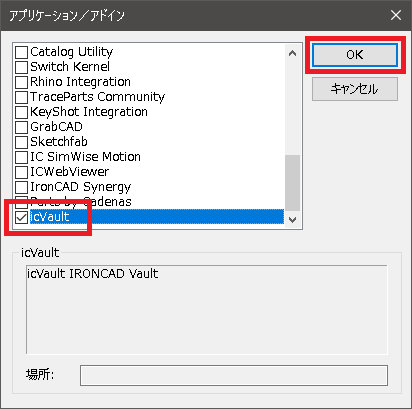 アプリケーション／アドイン
Catalog Utility
Switch Kernel
Rhino Integration
TraceParts Community
KeyShot Integration
GrabCAD
Sketchfab
IC SimWise Motion
ICWebViewer
IronCAD Synergy
Parts by Cadenas
icVault
OK
キャンセル
icVault
icVault IRONCAD Vault
場所: